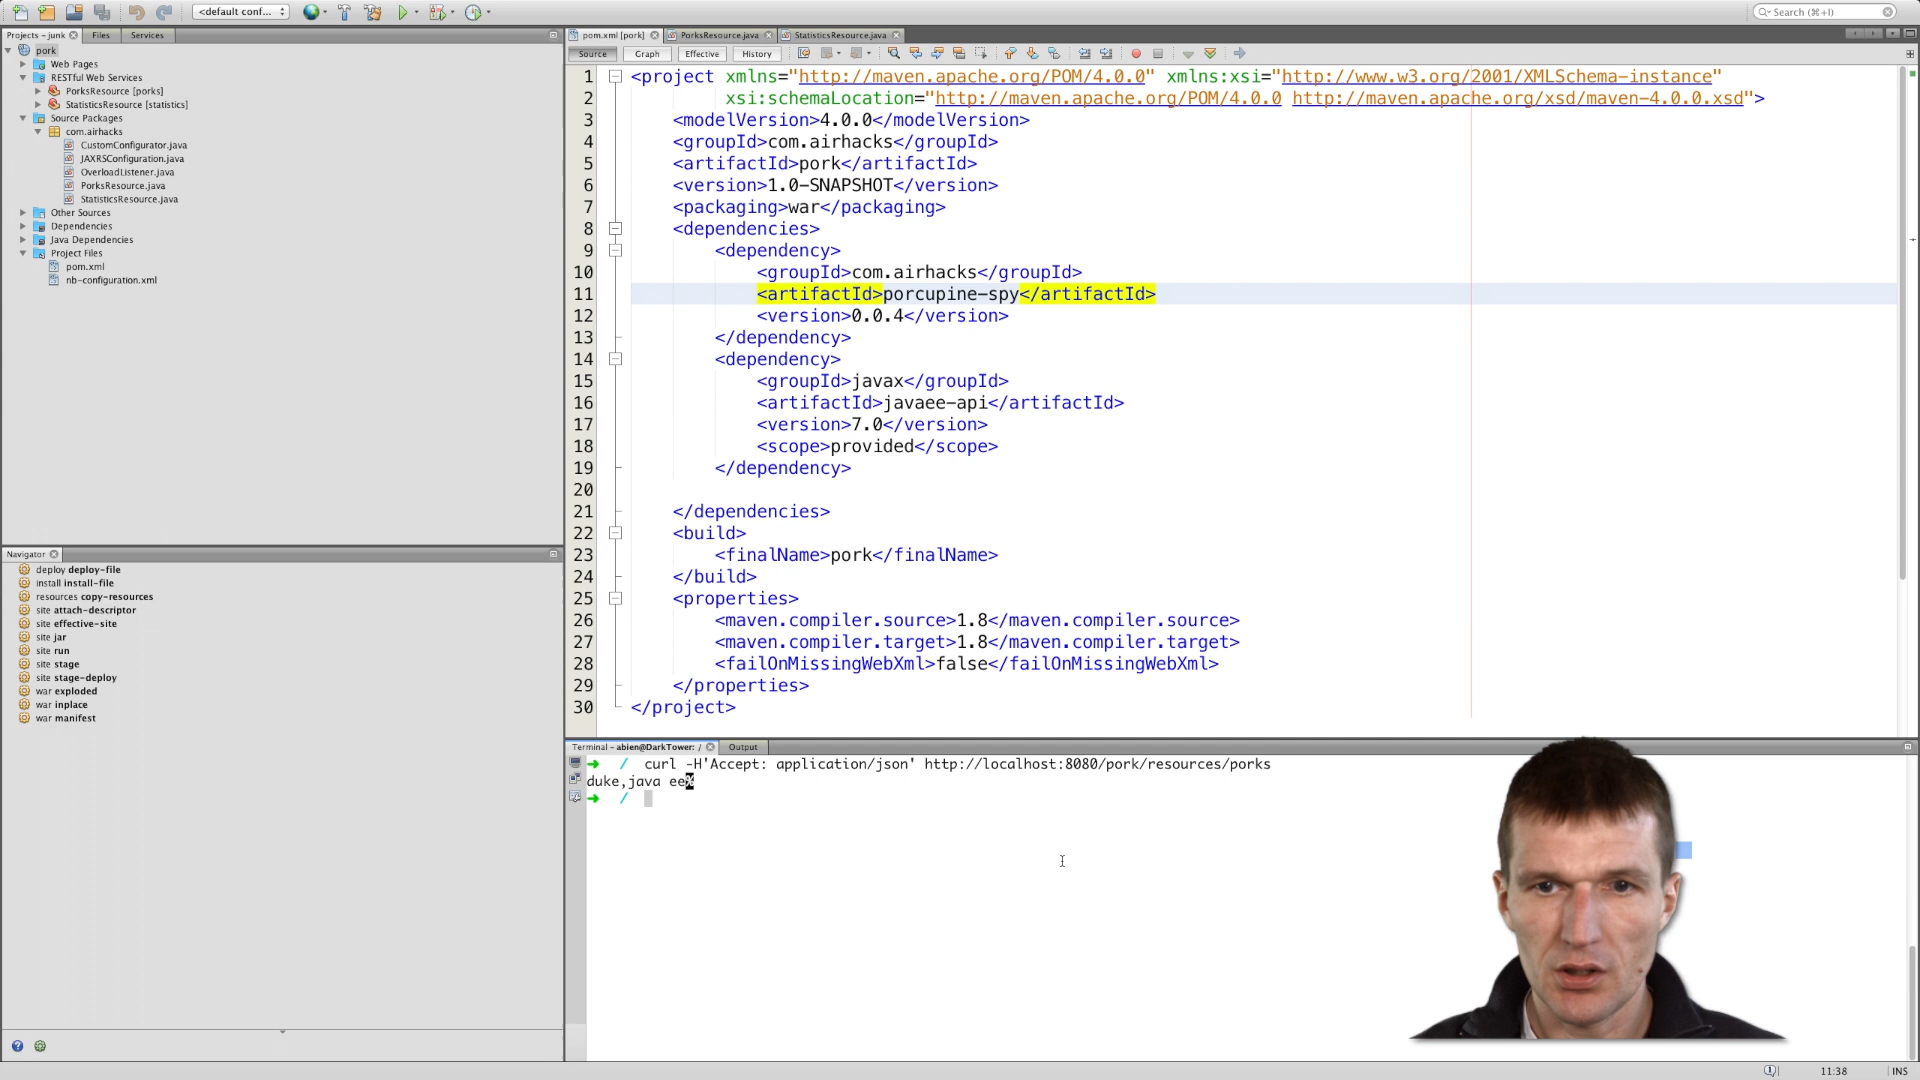 <default conf...
Search (⌘+I)
Projects – junk
Files
Services
pork
Web Pages
RESTful Web Services
PorksResource [porks]
StatisticsResource [statistics]
Source Packages
com.airhacks
CustomConfigurator.java
JAXRSConfiguration.java
OverloadListener.java
PorksResource.java
StatisticsResource.java
Other Sources
Dependencies
Java Dependencies
Project Files
pom.xml
nb-configuration.xml
Navigator
deploy deploy-file
install install-file
resources copy-resources
site attach-descriptor
site effective-site
site jar
site run
site stage
site stage-deploy
war exploded
war inplace
war manifest
pom.xml [pork]
PorksResource.java
StatisticsResource.java
Source
Graph
Effective
History
1 <project xmlns="http://maven.apache.org/POM/4.0.0" xmlns:xsi="http://www.w3.org/2001/XMLSchema-instance"
2 xsi:schemaLocation="http://maven.apache.org/POM/4.0.0 http://maven.apache.org/xsd/maven-4.0.0.xsd">
3 <modelVersion>4.0.0</modelVersion>
4 <groupId>com.airhacks</groupId>
5 <artifactId>pork</artifactId>
6 <version>1.0-SNAPSHOT</version>
7 <packaging>war</packaging>
8 <dependencies>
9 <dependency>
10 <groupId>com.airhacks</groupId>
11 <artifactId>porcupine-spy</artifactId>
12 <version>0.0.4</version>
13 </dependency>
14 <dependency>
15 <groupId>javax</groupId>
16 <artifactId>javaee-api</artifactId>
17 <version>7.0</version>
18 <scope>provided</scope>
19 </dependency>
20
21 </dependencies>
22 <build>
23 <finalName>pork</finalName>
24 </build>
25 <properties>
26 <maven.compiler.source>1.8</maven.compiler.source>
27 <maven.compiler.target>1.8</maven.compiler.target>
28 <failOnMissingWebXml>false</failOnMissingWebXml>
29 </properties>
30 </project>
Terminal – abien@DarkTower: /
Output
➜ / curl -H'Accept: application/json' http://localhost:8080/pork/resources/porks
duke,java ee%
➜ /
11:38
INS